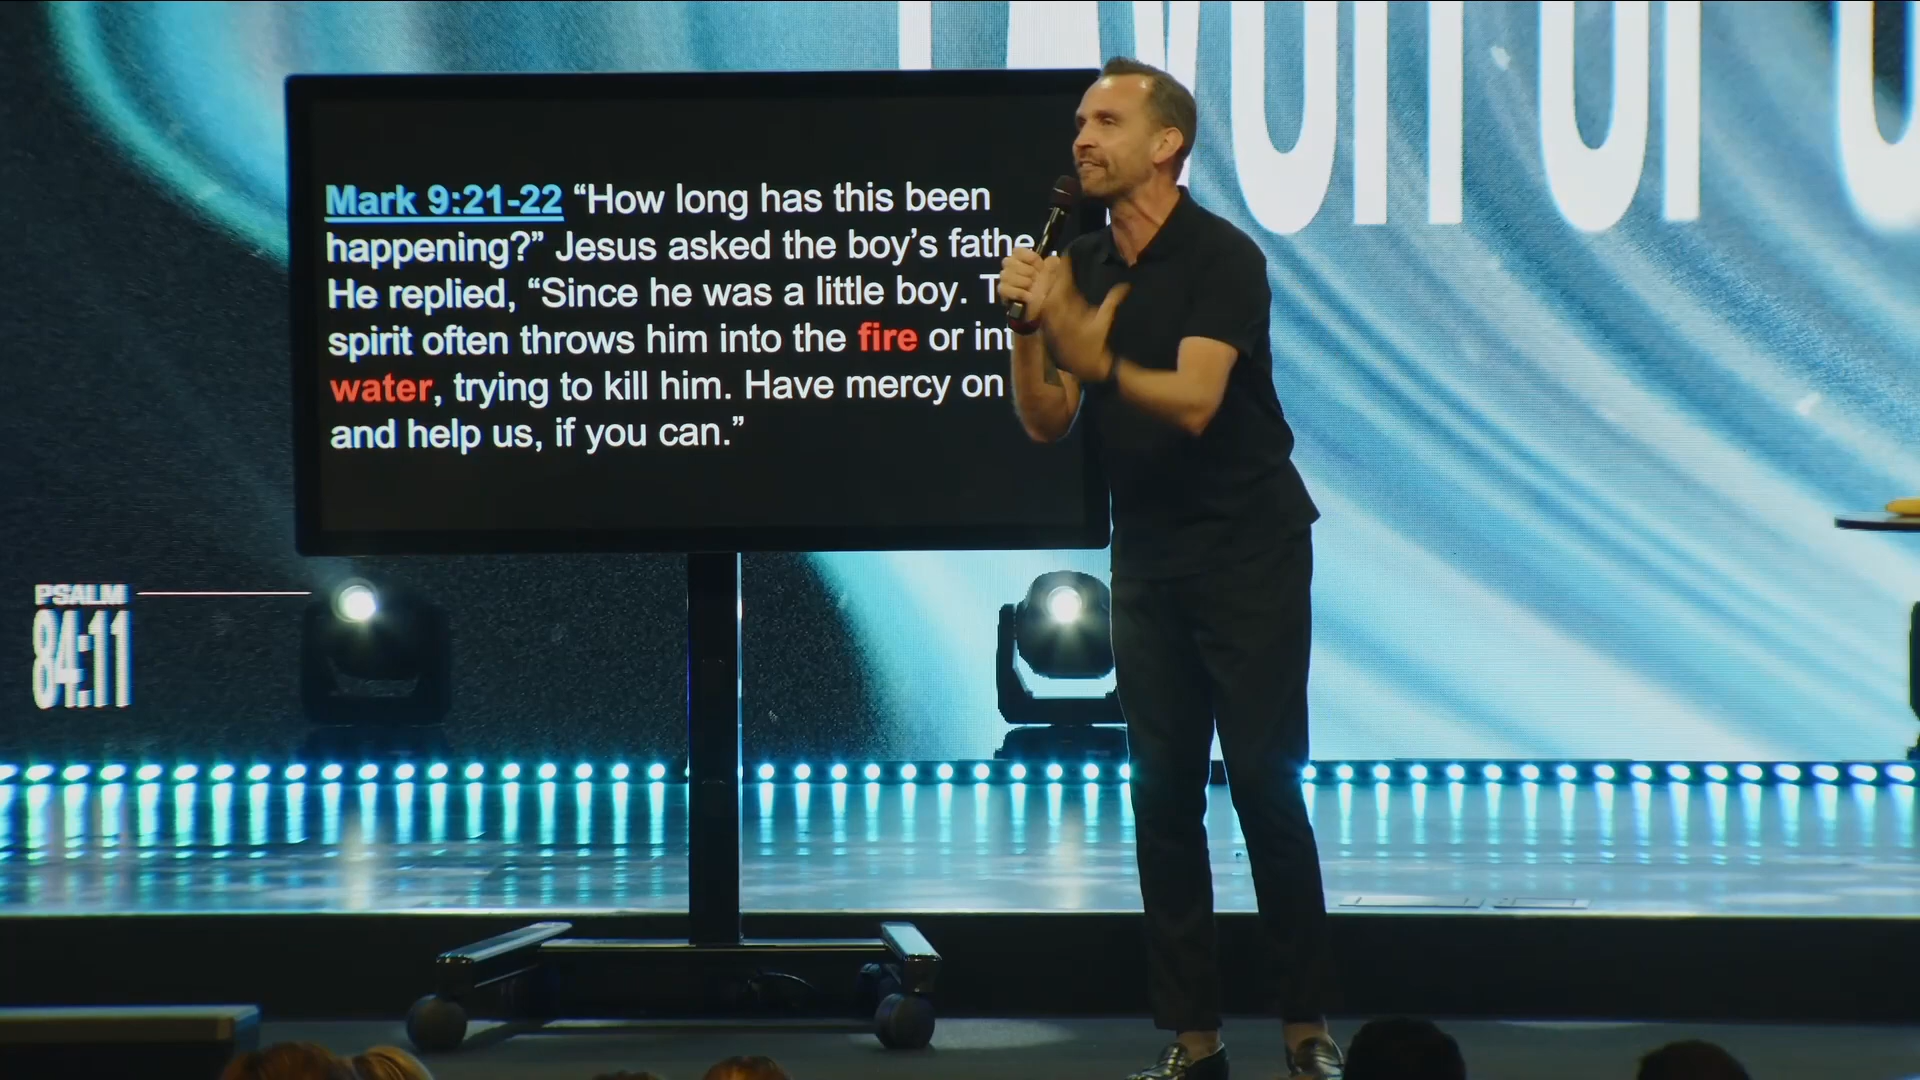 Mark 9:21-22 “How long has this been
happening?” Jesus asked the boy’s
He replied, “Since he was a little boy.
spirit often throws him into the fire or
water, trying to kill him. Have mercy on
and help us, if you can.”
PSALM
84:11